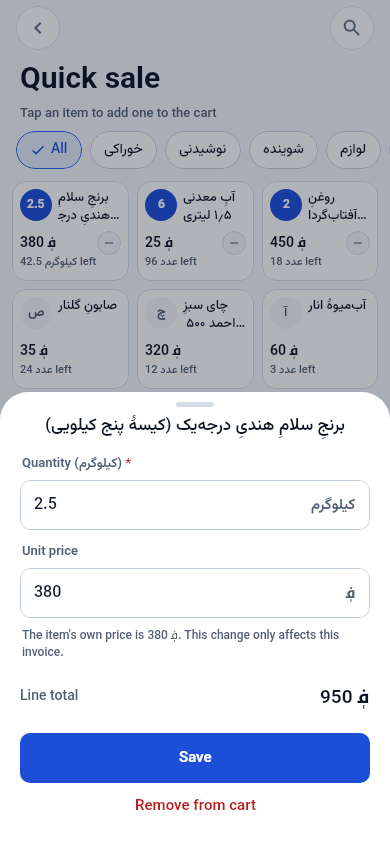 Quick sale
Tap an item to add one to the cart
All
خوراکی
نوشیدنی
شوینده
لوازم
2.5
برنجِ سلامِ
هندیِ درج...
380 ؋
42.5 کیلوگرم left
6
آبِ معدنی
۱٫۵ لیتری
25 ؋
96 عدد left
2
روغنِ
آفتاب‌گردا...
450 ؋
18 عدد left
ص
صابونِ گلنار
35 ؋
24 عدد left
چ
چای سبزِ
احمد ۵۰۰...
320 ؋
12 عدد left
آ
آب‌میوهٔ انار
60 ؋
3 عدد left
برنجِ سلامِ هندیِ درجه‌یک (کیسهٔ پنج کیلویی)
Quantity (کیلوگرم) *
2.5 کیلوگرم
Unit price
380 ؋
The item's own price is 380 ؋. This change only affects this
invoice.
Line total 950 ؋
Save
Remove from cart